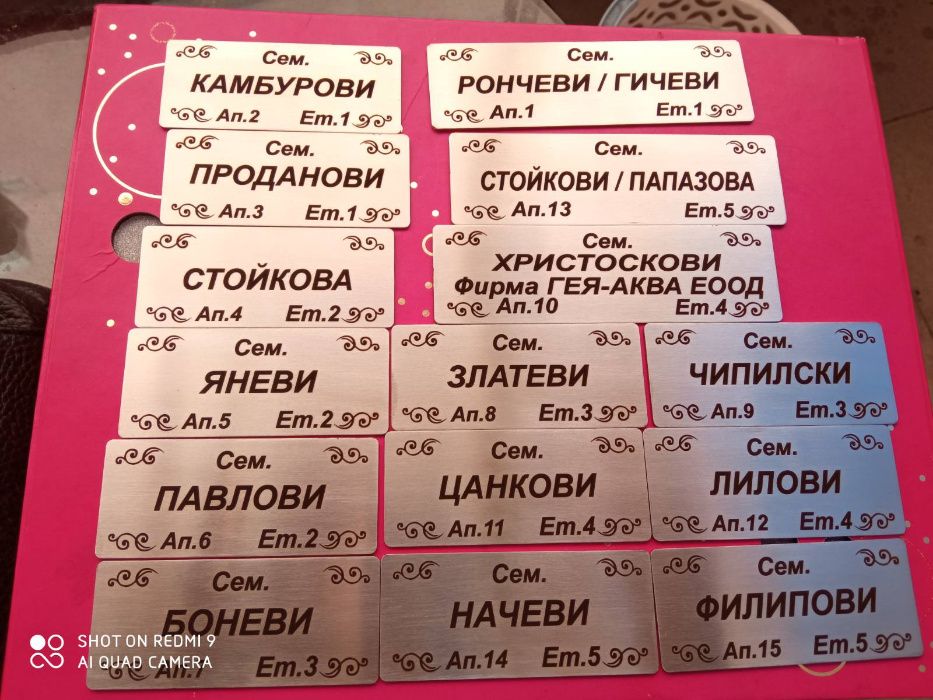 Сем.
КАМБУРОВИ
Ап.2 Ет.1
Сем.
РОНЧЕВИ / ГИЧЕВИ
Ап.1 Ет.1
Сем.
ПРОДАНОВИ
Ап.3 Ет.1
Сем.
СТОЙКОВИ / ПАПАЗОВА
Ап.13 Ет.5
СТОЙКОВА
Ап.4 Ет.2
Сем.
ХРИСТОСКОВИ
Фирма ГЕЯ-АКВА ЕООД
Ап.10 Ет.4
Сем.
ЯНЕВИ
Ап.5 Ет.2
Сем.
ЗЛАТЕВИ
Ап.8 Ет.3
Сем.
ЧИПИЛСКИ
Ап.9 Ет.3
Сем.
ПАВЛОВИ
Ап.6 Ет.2
Сем.
ЦАНКОВИ
Ап.11 Ет.4
Сем.
ЛИЛОВИ
Ап.12 Ет.4
Сем.
БОНЕВИ
Ап.7 Ет.3
Сем.
НАЧЕВИ
Ап.14 Ет.5
Сем.
ФИЛИПОВИ
Ап.15 Ет.5
SHOT ON REDMI 9
AI QUAD CAMERA